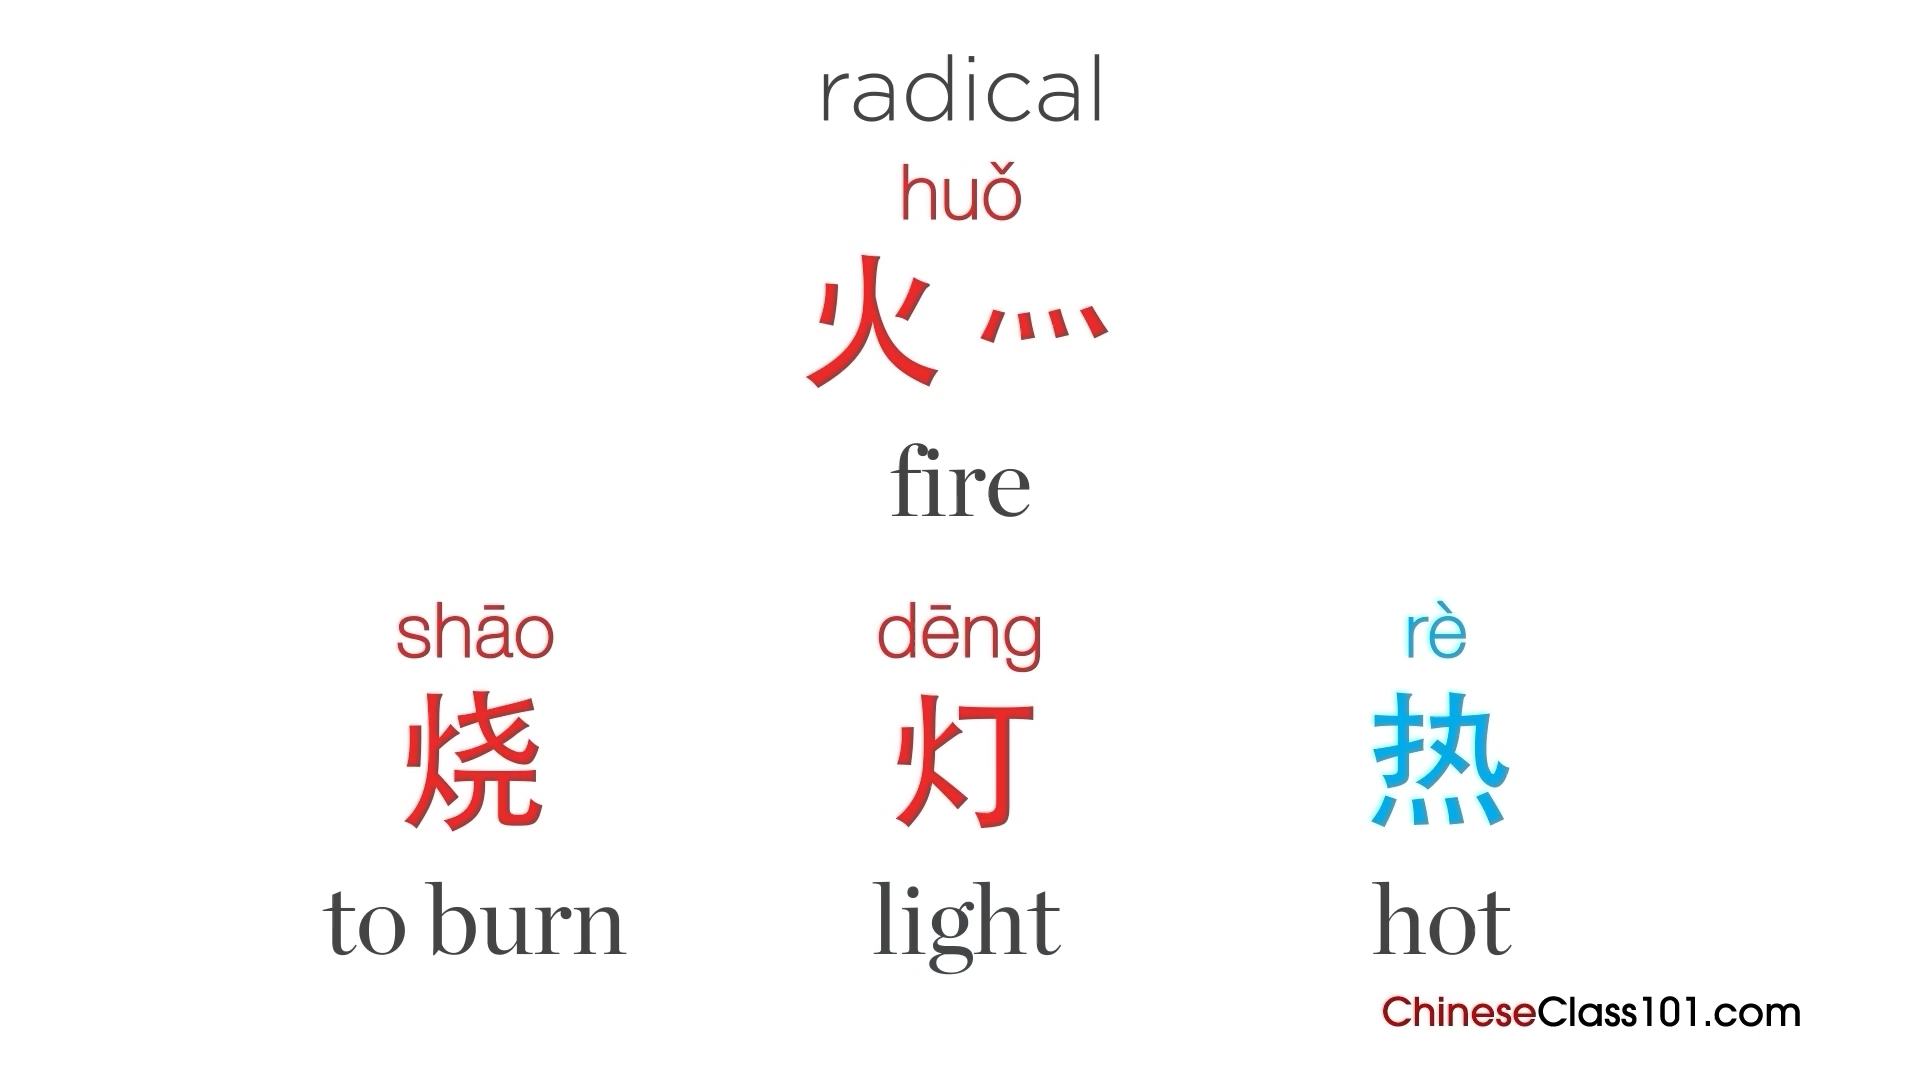 radical
huǒ
火 灬
fire
shāo dēng rè
烧 灯 热
to burn light hot
ChineseClass101.com